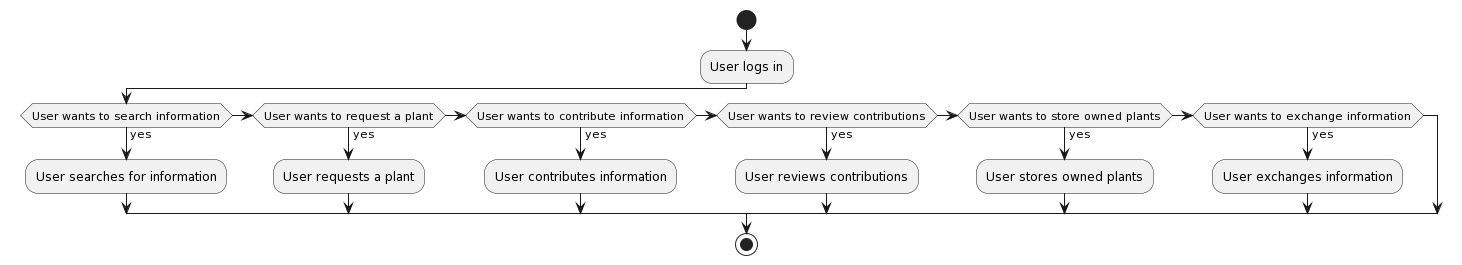 User logs in
User wants to search information
User wants to request a plant
User wants to contribute information
User wants to review contributions
User wants to store owned plants
User wants to exchange information
yes
yes
yes
yes
yes
yes
User searches for information
User requests a plant
User contributes information
User reviews contributions
User stores owned plants
User exchanges information